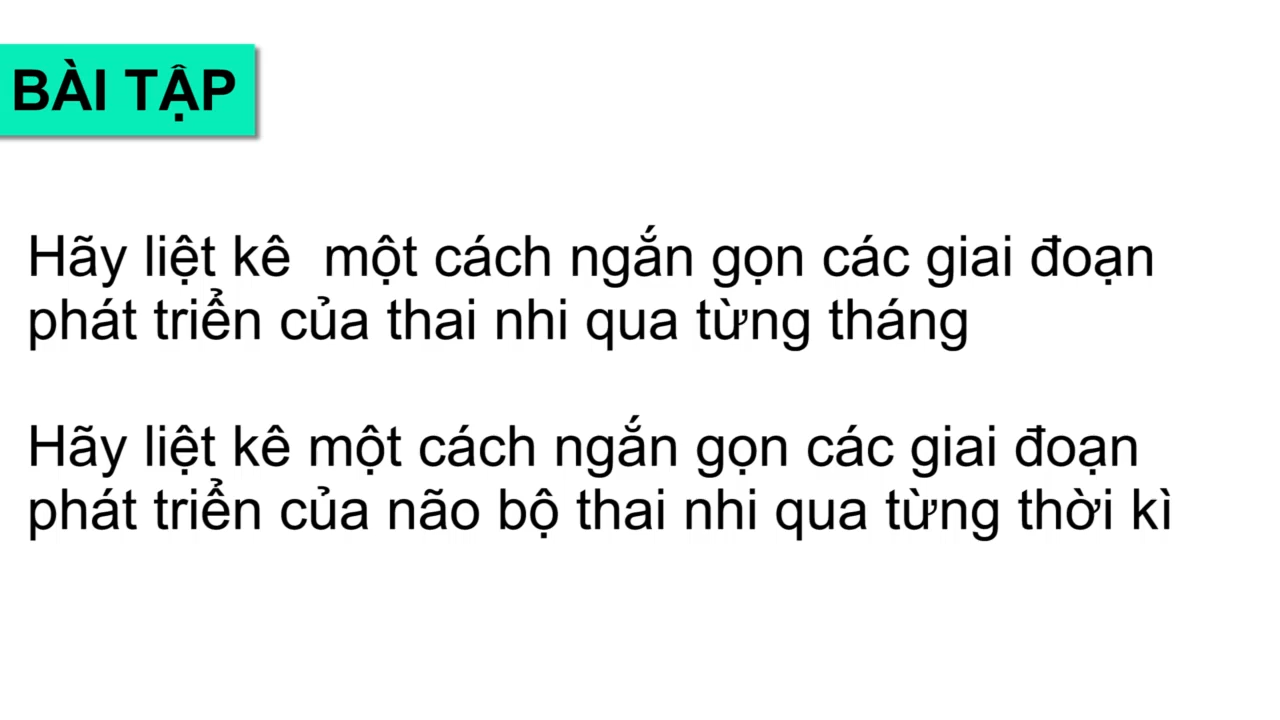 BÀI TẬP
Hãy liệt kê  một cách ngắn gọn các giai đoạn
phát triển của thai nhi qua từng tháng
Hãy liệt kê một cách ngắn gọn các giai đoạn
phát triển của não bộ thai nhi qua từng thời kì